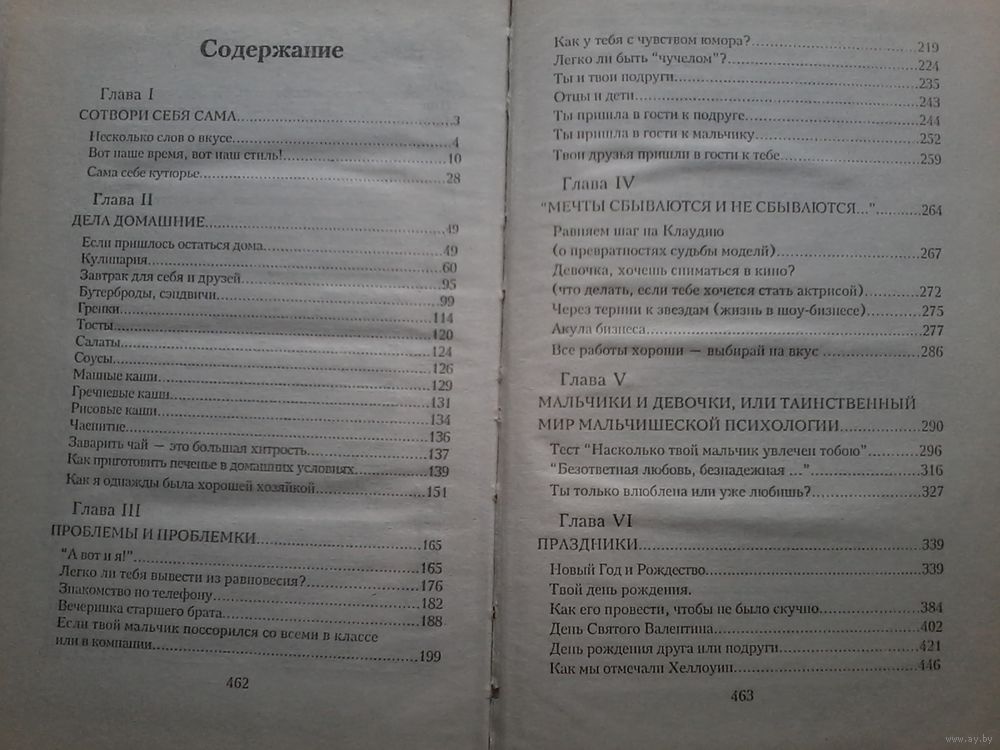 Содержание
Глава I
СОТВОРИ СЕБЯ САМА....3
Несколько слов о вкусе....4
Вот наше время, вот наш стиль!....10
Сама себе кутюрье....28
Глава II
ДЕЛА ДОМАШНИЕ....49
Если пришлось остаться дома....49
Кулинария....60
Завтрак для себя и друзей....95
Бутерброды, сэндвичи....99
Гренки....114
Тосты....120
Салаты....124
Соусы....126
Манные каши....129
Гречневые каши....131
Рисовые каши....134
Чаепитие....136
Заварить чай — это большая хитрость....137
Как приготовить печенье в домашних условиях....139
Как я однажды была хорошей хозяйкой....151
Глава III
ПРОБЛЕМЫ И ПРОБЛЕМКИ....165
"А вот и я!"....165
Легко ли тебя вывести из равновесия?....176
Знакомство по телефону....182
Вечеринка старшего брата....188
Если твой мальчик поссорился со всеми в классе
или в компании....199
462
Как у тебя с чувством юмора?....219
Легко ли быть "чучелом"?....224
Ты и твои подруги....235
Отцы и дети....243
Ты пришла в гости к подруге....244
Ты пришла в гости к мальчику....252
Твои друзья пришли в гости к тебе....259
Глава IV
"МЕЧТЫ СБЫВАЮТСЯ И НЕ СБЫВАЮТСЯ..."....264
Равняем шаг на Клаудию
(о превратностях судьбы моделй)....267
Девочка, хочешь сниматься в кино?
(что делать, если тебе хочется стать актрисой)....272
Через тернии к звездам (жизнь в шоу-бизнесе)....275
Акула бизнеса....277
Все работы хороши — выбирай на вкус ....286
Глава V
МАЛЬЧИКИ И ДЕВОЧКИ, ИЛИ ТАИНСТВЕННЫЙ
МИР МАЛЬЧИШЕСКОЙ ПСИХОЛОГИИ....290
Тест "Насколько твой мальчик увлечен тобою"....296
"Безответная любовь, безнадежная ..."....316
Ты только влюблена или уже любишь?....327
Глава VI
ПРАЗДНИКИ....339
Новый Год и Рождество....339
Твой день рождения.
Как его провести, чтобы не было скучно....384
День Святого Валентина....402
День рождения друга или подруги....421
Как мы отмечали Хеллоуин....446
463
www.ay.by